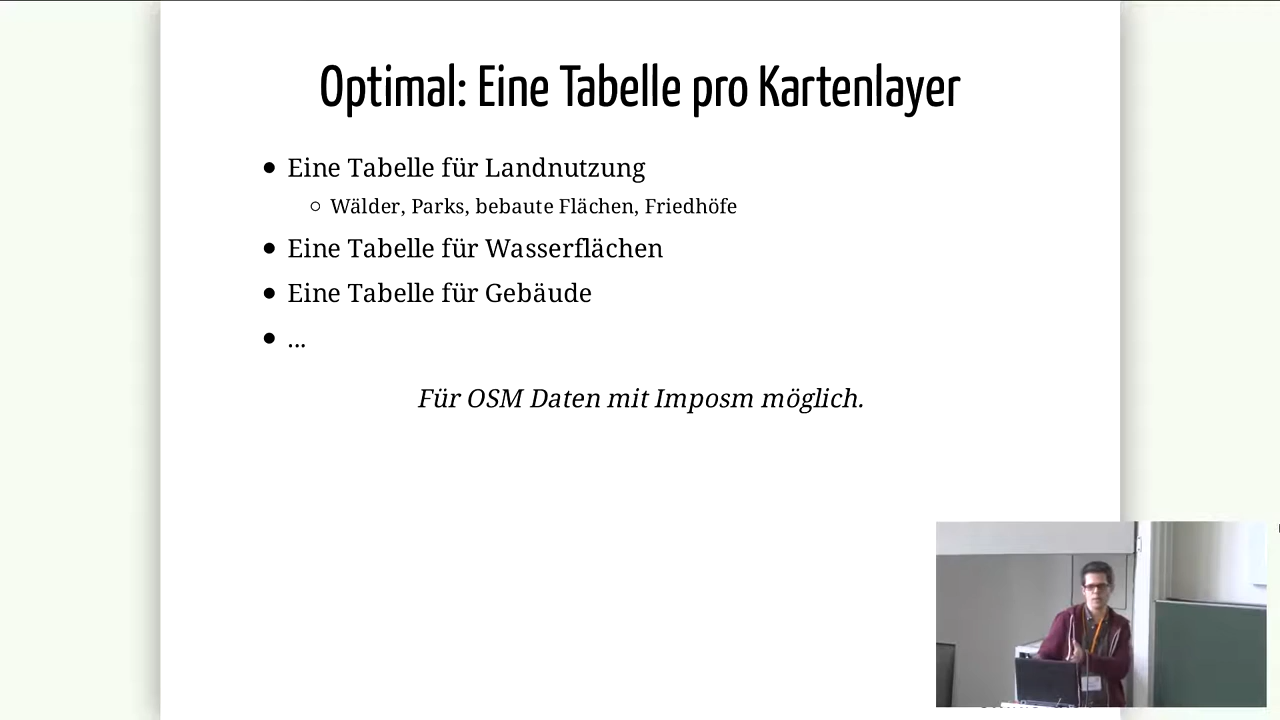 Optimal: Eine Tabelle pro Kartenlayer
• Eine Tabelle für Landnutzung
○ Wälder, Parks, bebaute Flächen, Friedhöfe
• Eine Tabelle für Wasserflächen
• Eine Tabelle für Gebäude
• ...
Für OSM Daten mit Imposm möglich.